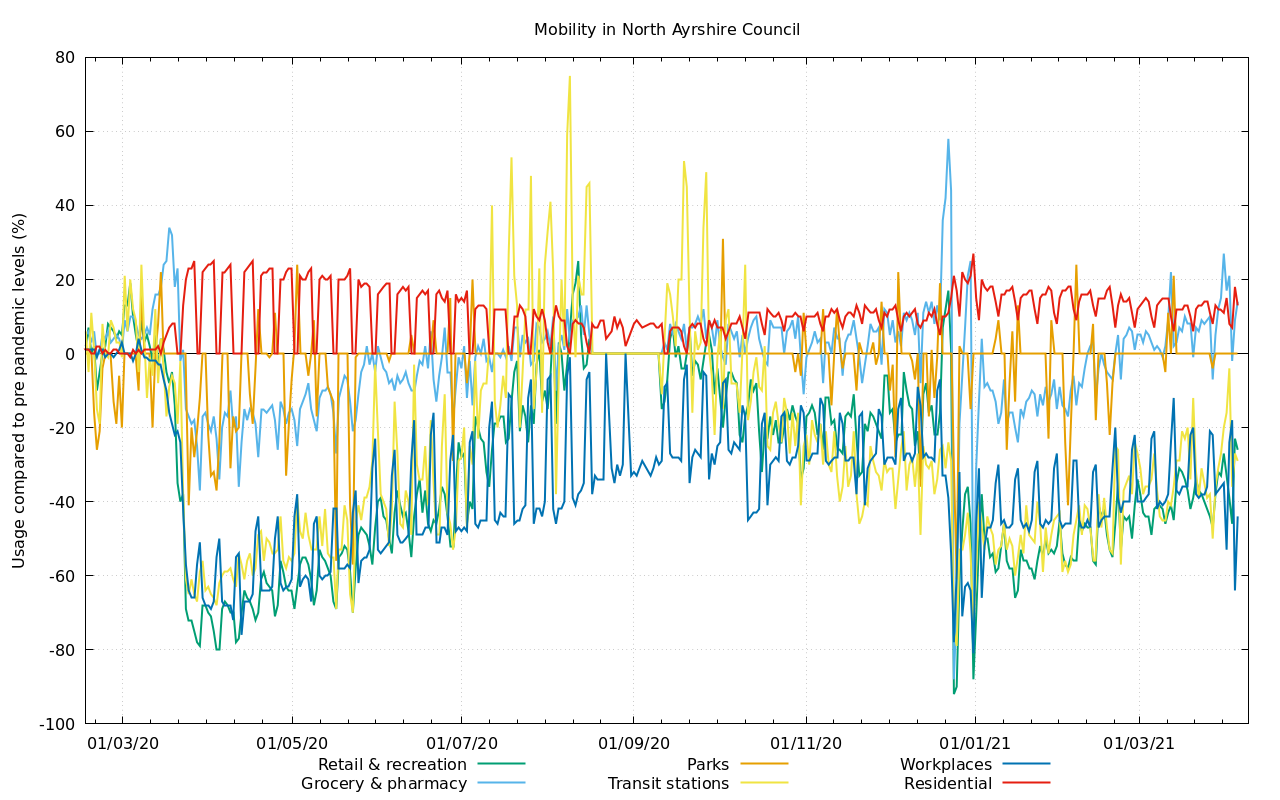 Mobility in North Ayrshire Council
Usage compared to pre pandemic levels (%)
80
60
40
20
0
-20
-40
-60
-80
-100
01/03/20 01/05/20 01/07/20 01/09/20 01/11/20 01/01/21 01/03/21
Retail & recreation Parks Workplaces
Grocery & pharmacy Transit stations Residential